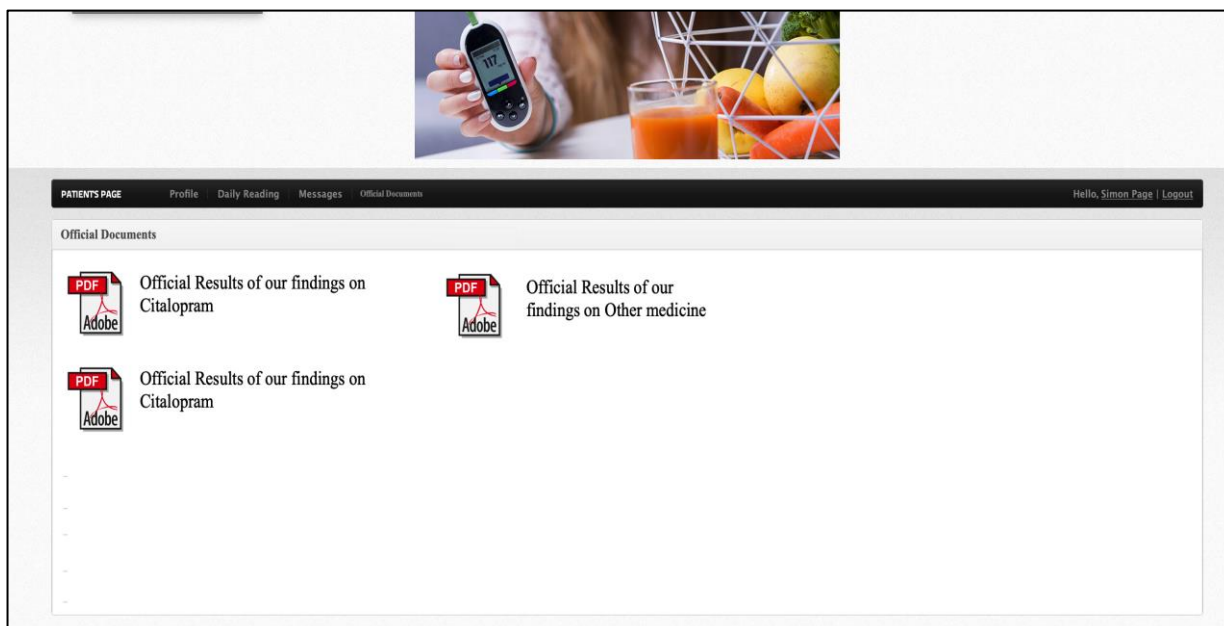 117
PATIENTS PAGE Profile Daily Reading Messages Official Documents Hello, Simon Page | Logout
Official Documents
PDF
Adobe
Official Results of our findings on
Citalopram
PDF
Adobe
Official Results of our
findings on Other medicine
PDF
Adobe
Official Results of our findings on
Citalopram